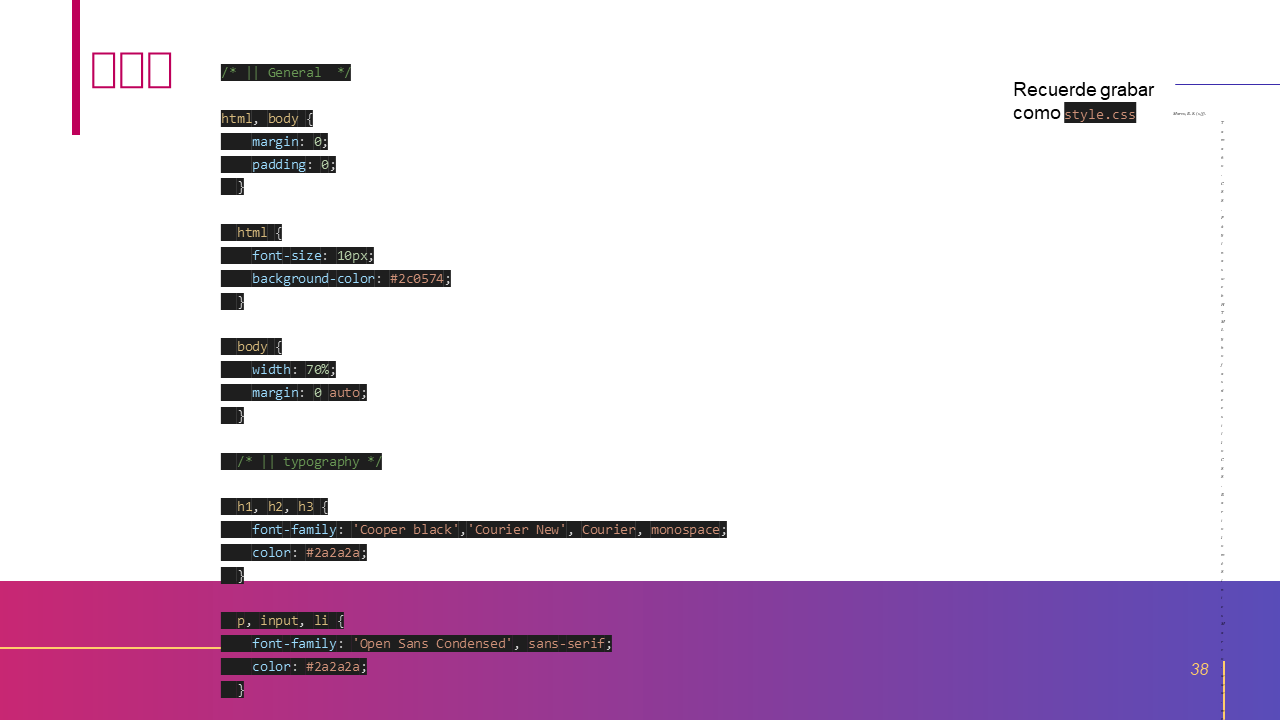 /* || General  */
html, body {
    margin: 0;
    padding: 0;
  }
  html {
    font-size: 10px;
    background-color: #2c0574;
  }
  body {
    width: 70%;
    margin: 0 auto;
  }
  /* || typography */
  h1, h2, h3 {
    font-family: 'Cooper black','Courier New', Courier, monospace;
    color: #2a2a2a;
  }
  p, input, li {
    font-family: 'Open Sans Condensed', sans-serif;
    color: #2a2a2a;
  }
Recuerde grabar
como style.css
38